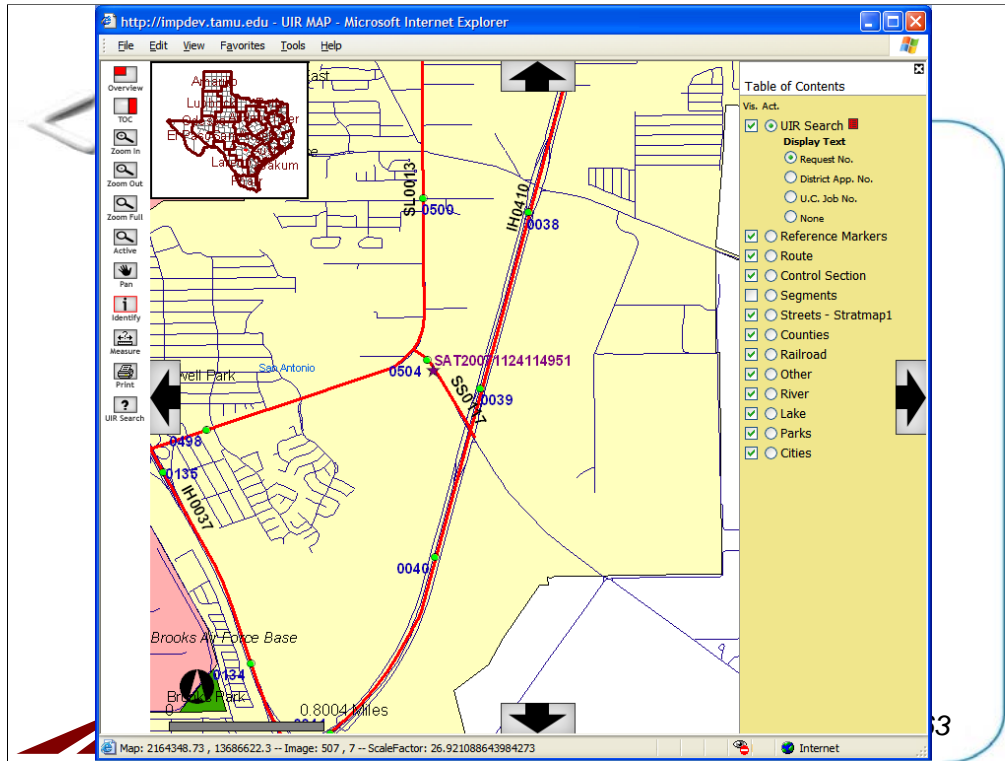 http://impdev.tamu.edu - UIR MAP - Microsoft Internet Explorer
File Edit View Favorites Tools Help
Overview
TOC
Zoom In
Zoom Out
Zoom Full
Active
Pan
Identify
Measure
Print
UIR Search
SL0013
0500
IH0410
0038
San Antonio
SAT20071124114951
0504
0039
0498
0135
IH0037
0040
Brooks Air Force Base
0134
Brooks Park
0
0.8004 Miles
Table of Contents
Vis. Act.
UIR Search
Display Text
Request No.
District App. No.
U.C. Job No.
None
Reference Markers
Route
Control Section
Segments
Streets - Stratmap1
Counties
Railroad
Other
River
Lake
Parks
Cities
Map: 2164348.73 , 13686622.3 -- Image: 507 , 7 -- ScaleFactor: 26.921088643984273
Internet